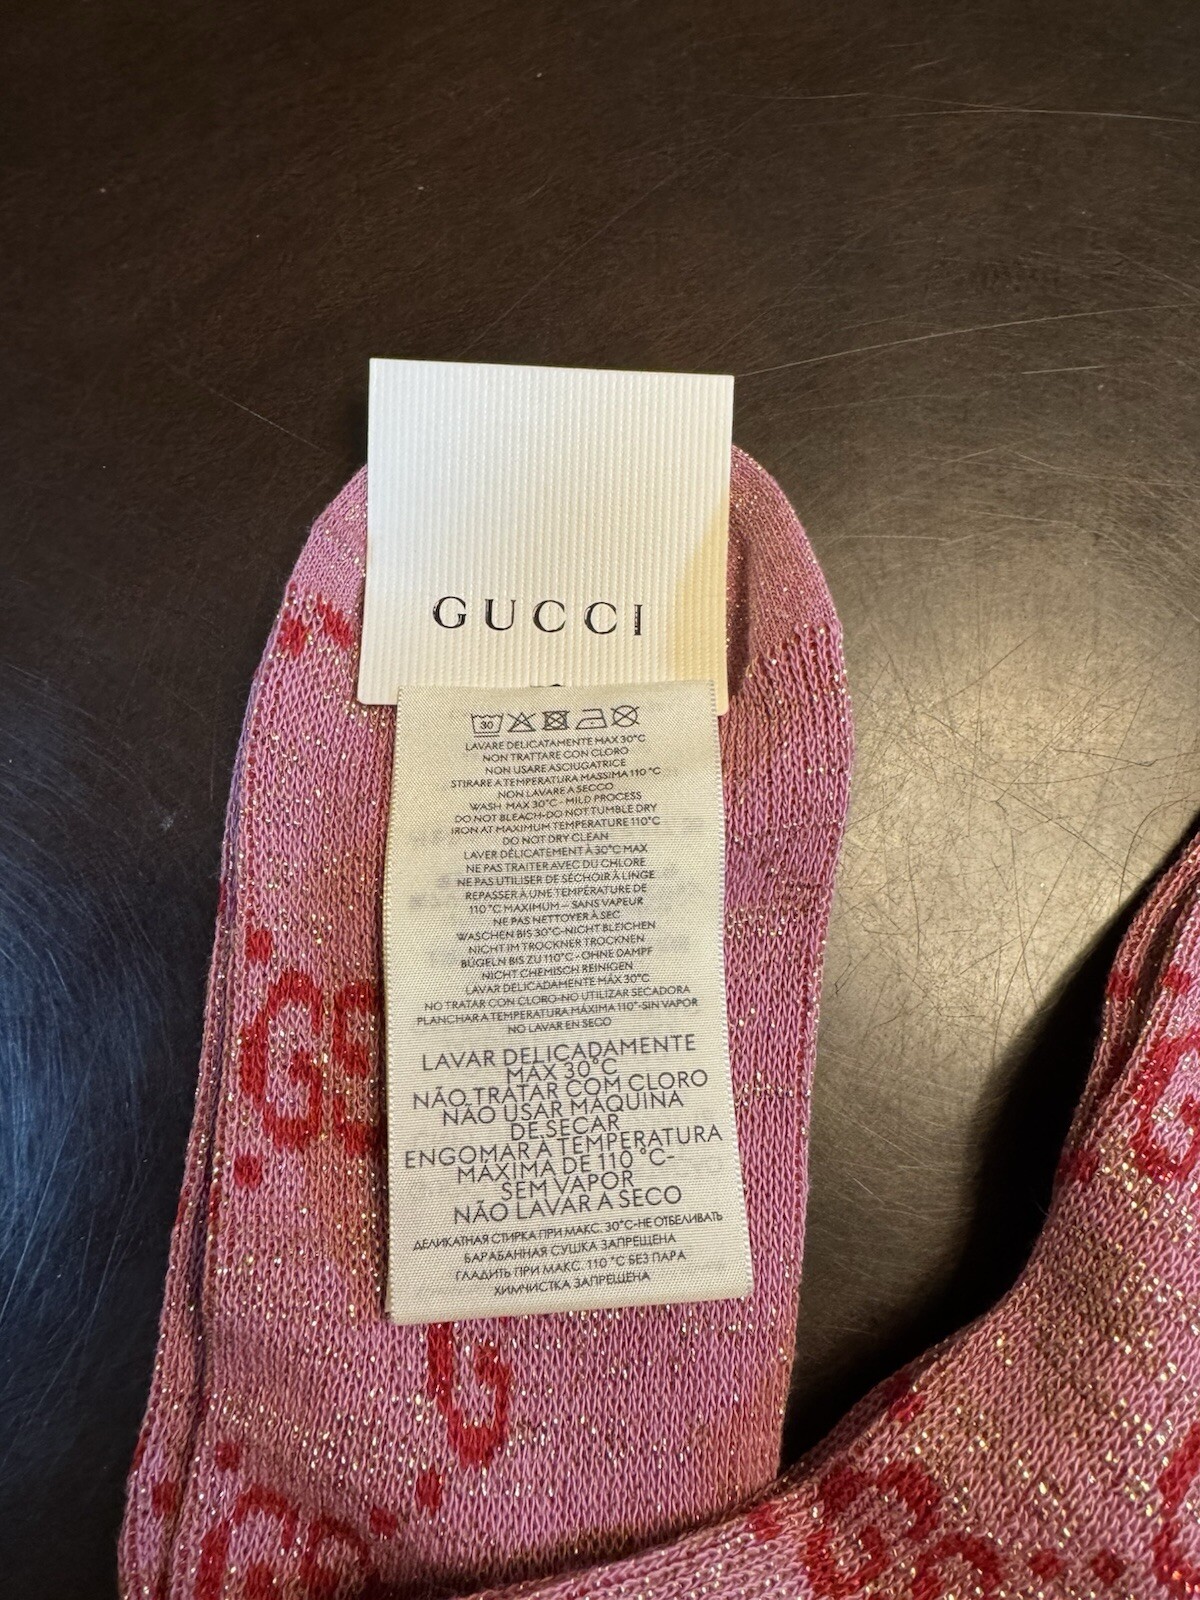 GUCCI
30
LAVARE DELICATAMENTE MAX 30°C
NON TRATTARE CON CLORO
NON USARE ASCIUGATRICE
STIRARE A TEMPERATURA MASSIMA 110 °C
NON LAVARE A SECCO
WASH MAX 30°C - MILD PROCESS
DO NOT BLEACH-DO NOT TUMBLE DRY
IRON AT MAXIMUM TEMPERATURE 110°C
DO NOT DRY CLEAN
LAVER DÉLICATEMENT À 30°C MAX
NE PAS TRAITER AVEC DU CHLORE
NE PAS UTILISER DE SÉCHOIR À LINGE
REPASSER À UNE TEMPÉRATURE DE
110 °C MAXIMUM — SANS VAPEUR
NE PAS NETTOYER À SEC
WASCHEN BIS 30°C-NICHT BLEICHEN
NICHT IM TROCKNER TROCKNEN
BÜGELN BIS ZU 110°C - OHNE DAMPF
NICHT CHEMISCH REINIGEN
LAVAR DELICADAMENTE MÁX 30°C
NO TRATAR CON CLORO-NO UTILIZAR SECADORA
PLANCHAR A TEMPERATURA MÁXIMA 110°-SIN VAPOR
NO LAVAR EN SECO
LAVAR DELICADAMENTE
MÁX 30°C
NÃO TRATAR COM CLORO
NÃO USAR MÁQUINA
DE SECAR
ENGOMAR À TEMPERATURA
MÁXIMA DE 110 °C-
SEM VAPOR
NÃO LAVAR A SECO
ДЕЛИКАТНАЯ СТИРКА ПРИ МАКС. 30°С-НЕ ОТБЕЛИВАТЬ
БАРАБАННАЯ СУШКА ЗАПРЕЩЕНА
ГЛАДИТЬ ПРИ МАКС. 110 °С БЕЗ ПАРА
ХИМЧИСТКА ЗАПРЕЩЕНА